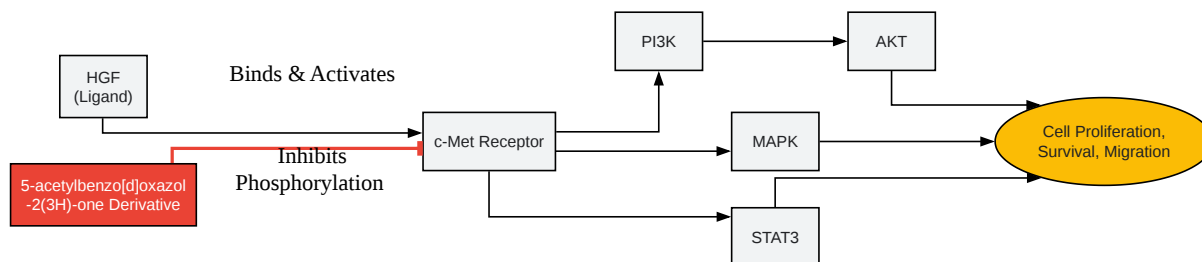 HGF
(Ligand)
Binds & Activates
PI3K
AKT
c-Met Receptor
Inhibits
Phosphorylation
MAPK
Cell Proliferation,
Survival, Migration
5-acetylbenzo[d]oxazol
-2(3H)-one Derivative
STAT3